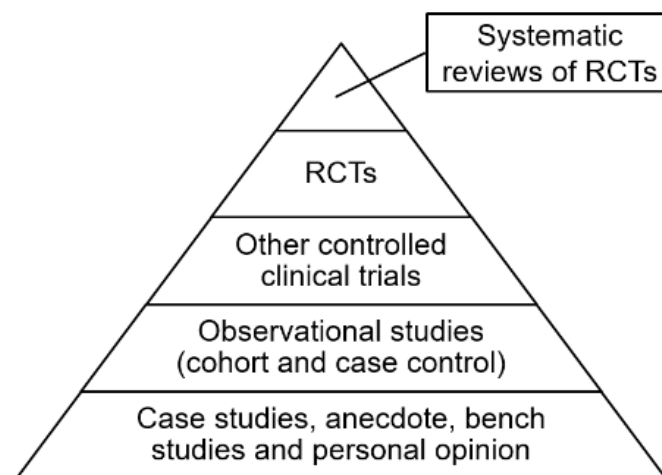 Systematic
reviews of RCTs
RCTs
Other controlled
clinical trials
Observational studies
(cohort and case control)
Case studies, anecdote, bench
studies and personal opinion